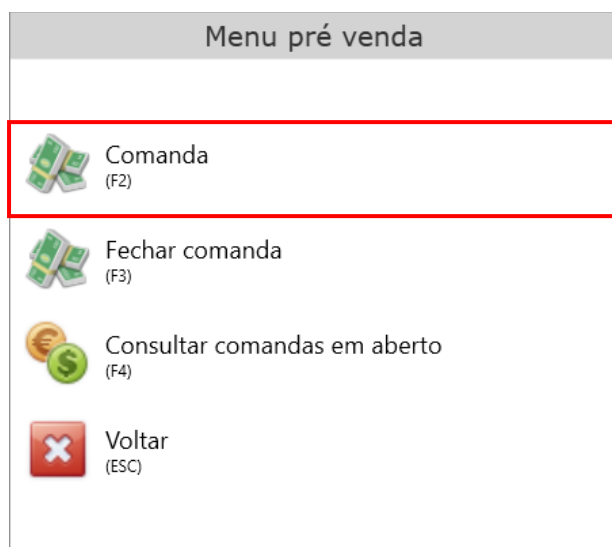 Menu pré venda
Comanda
(F2)
Fechar comanda
(F3)
Consultar comandas em aberto
(F4)
Voltar
(ESC)